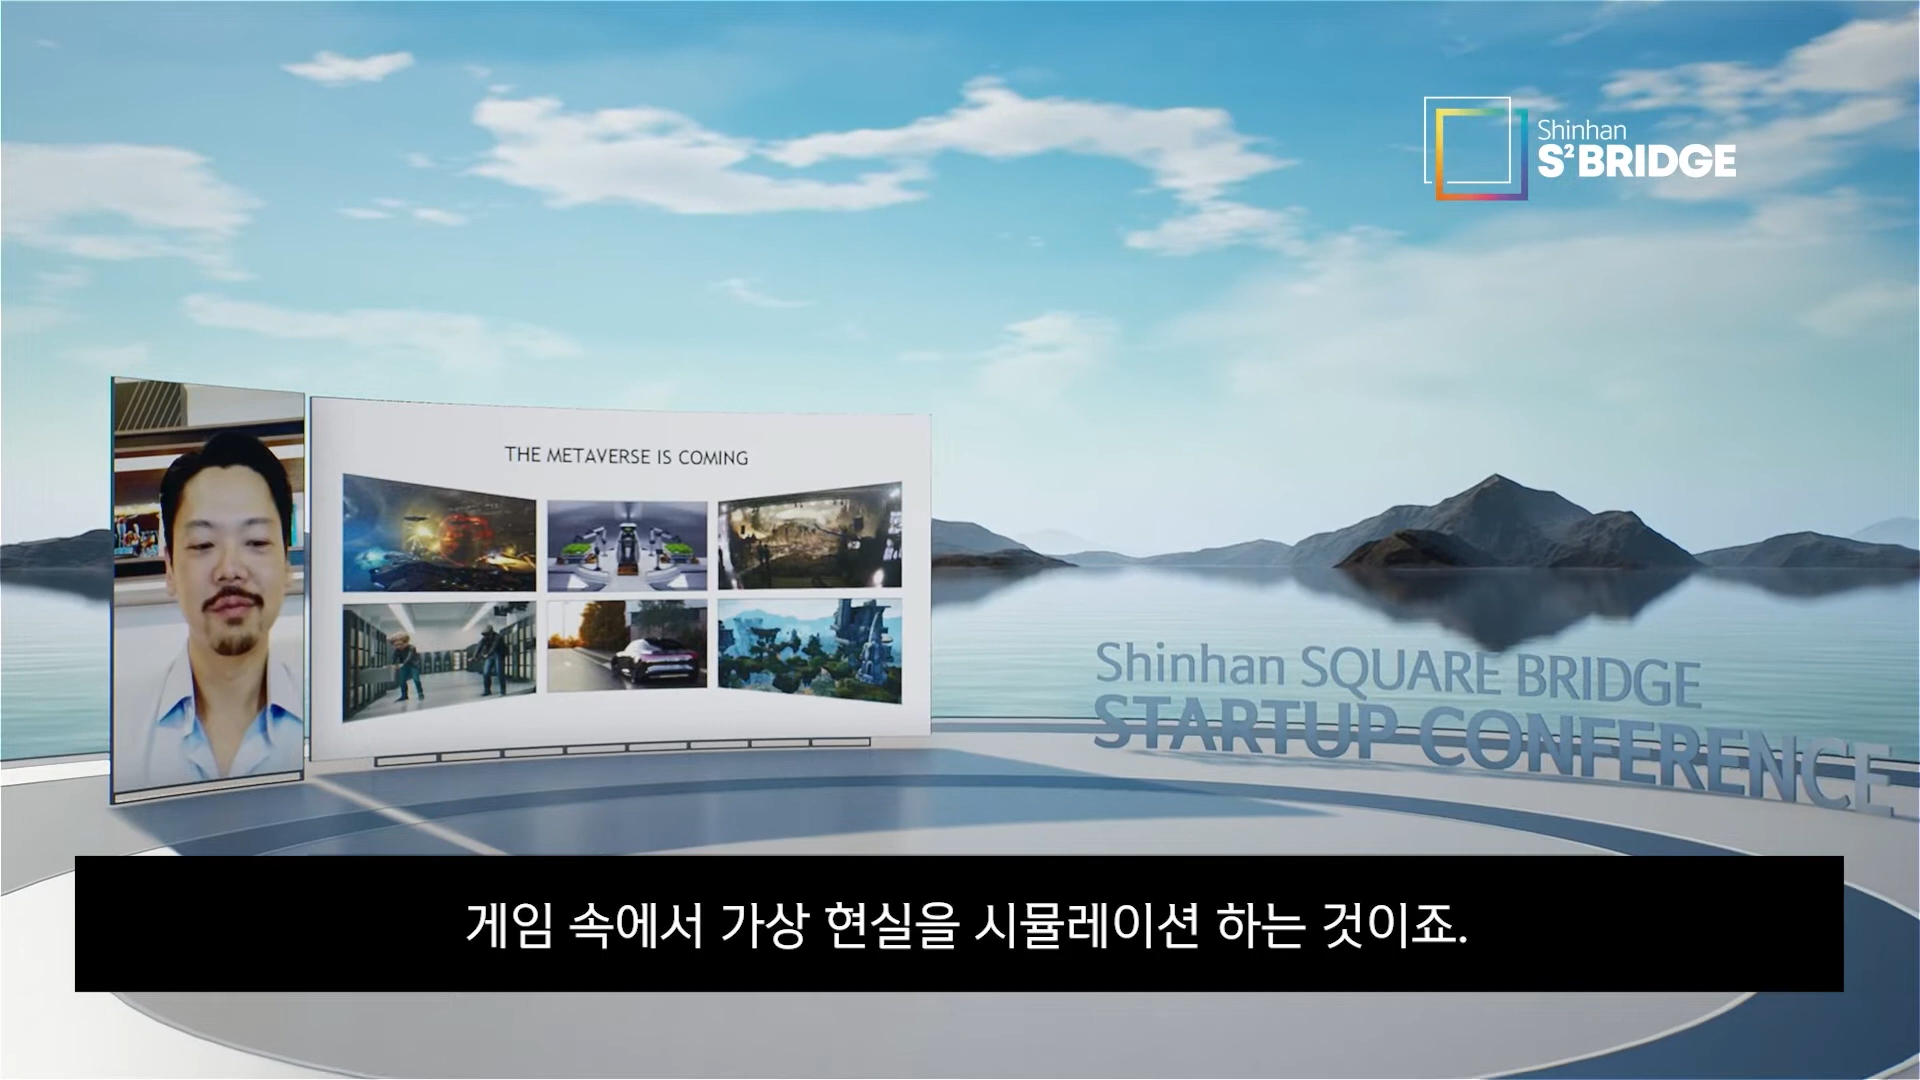 Shinhan
S²BRIDGE
THE METAVERSE IS COMING
Shinhan SQUARE BRIDGE
STARTUP CONFERENCE
게임 속에서 가상 현실을 시뮬레이션 하는 것이죠.